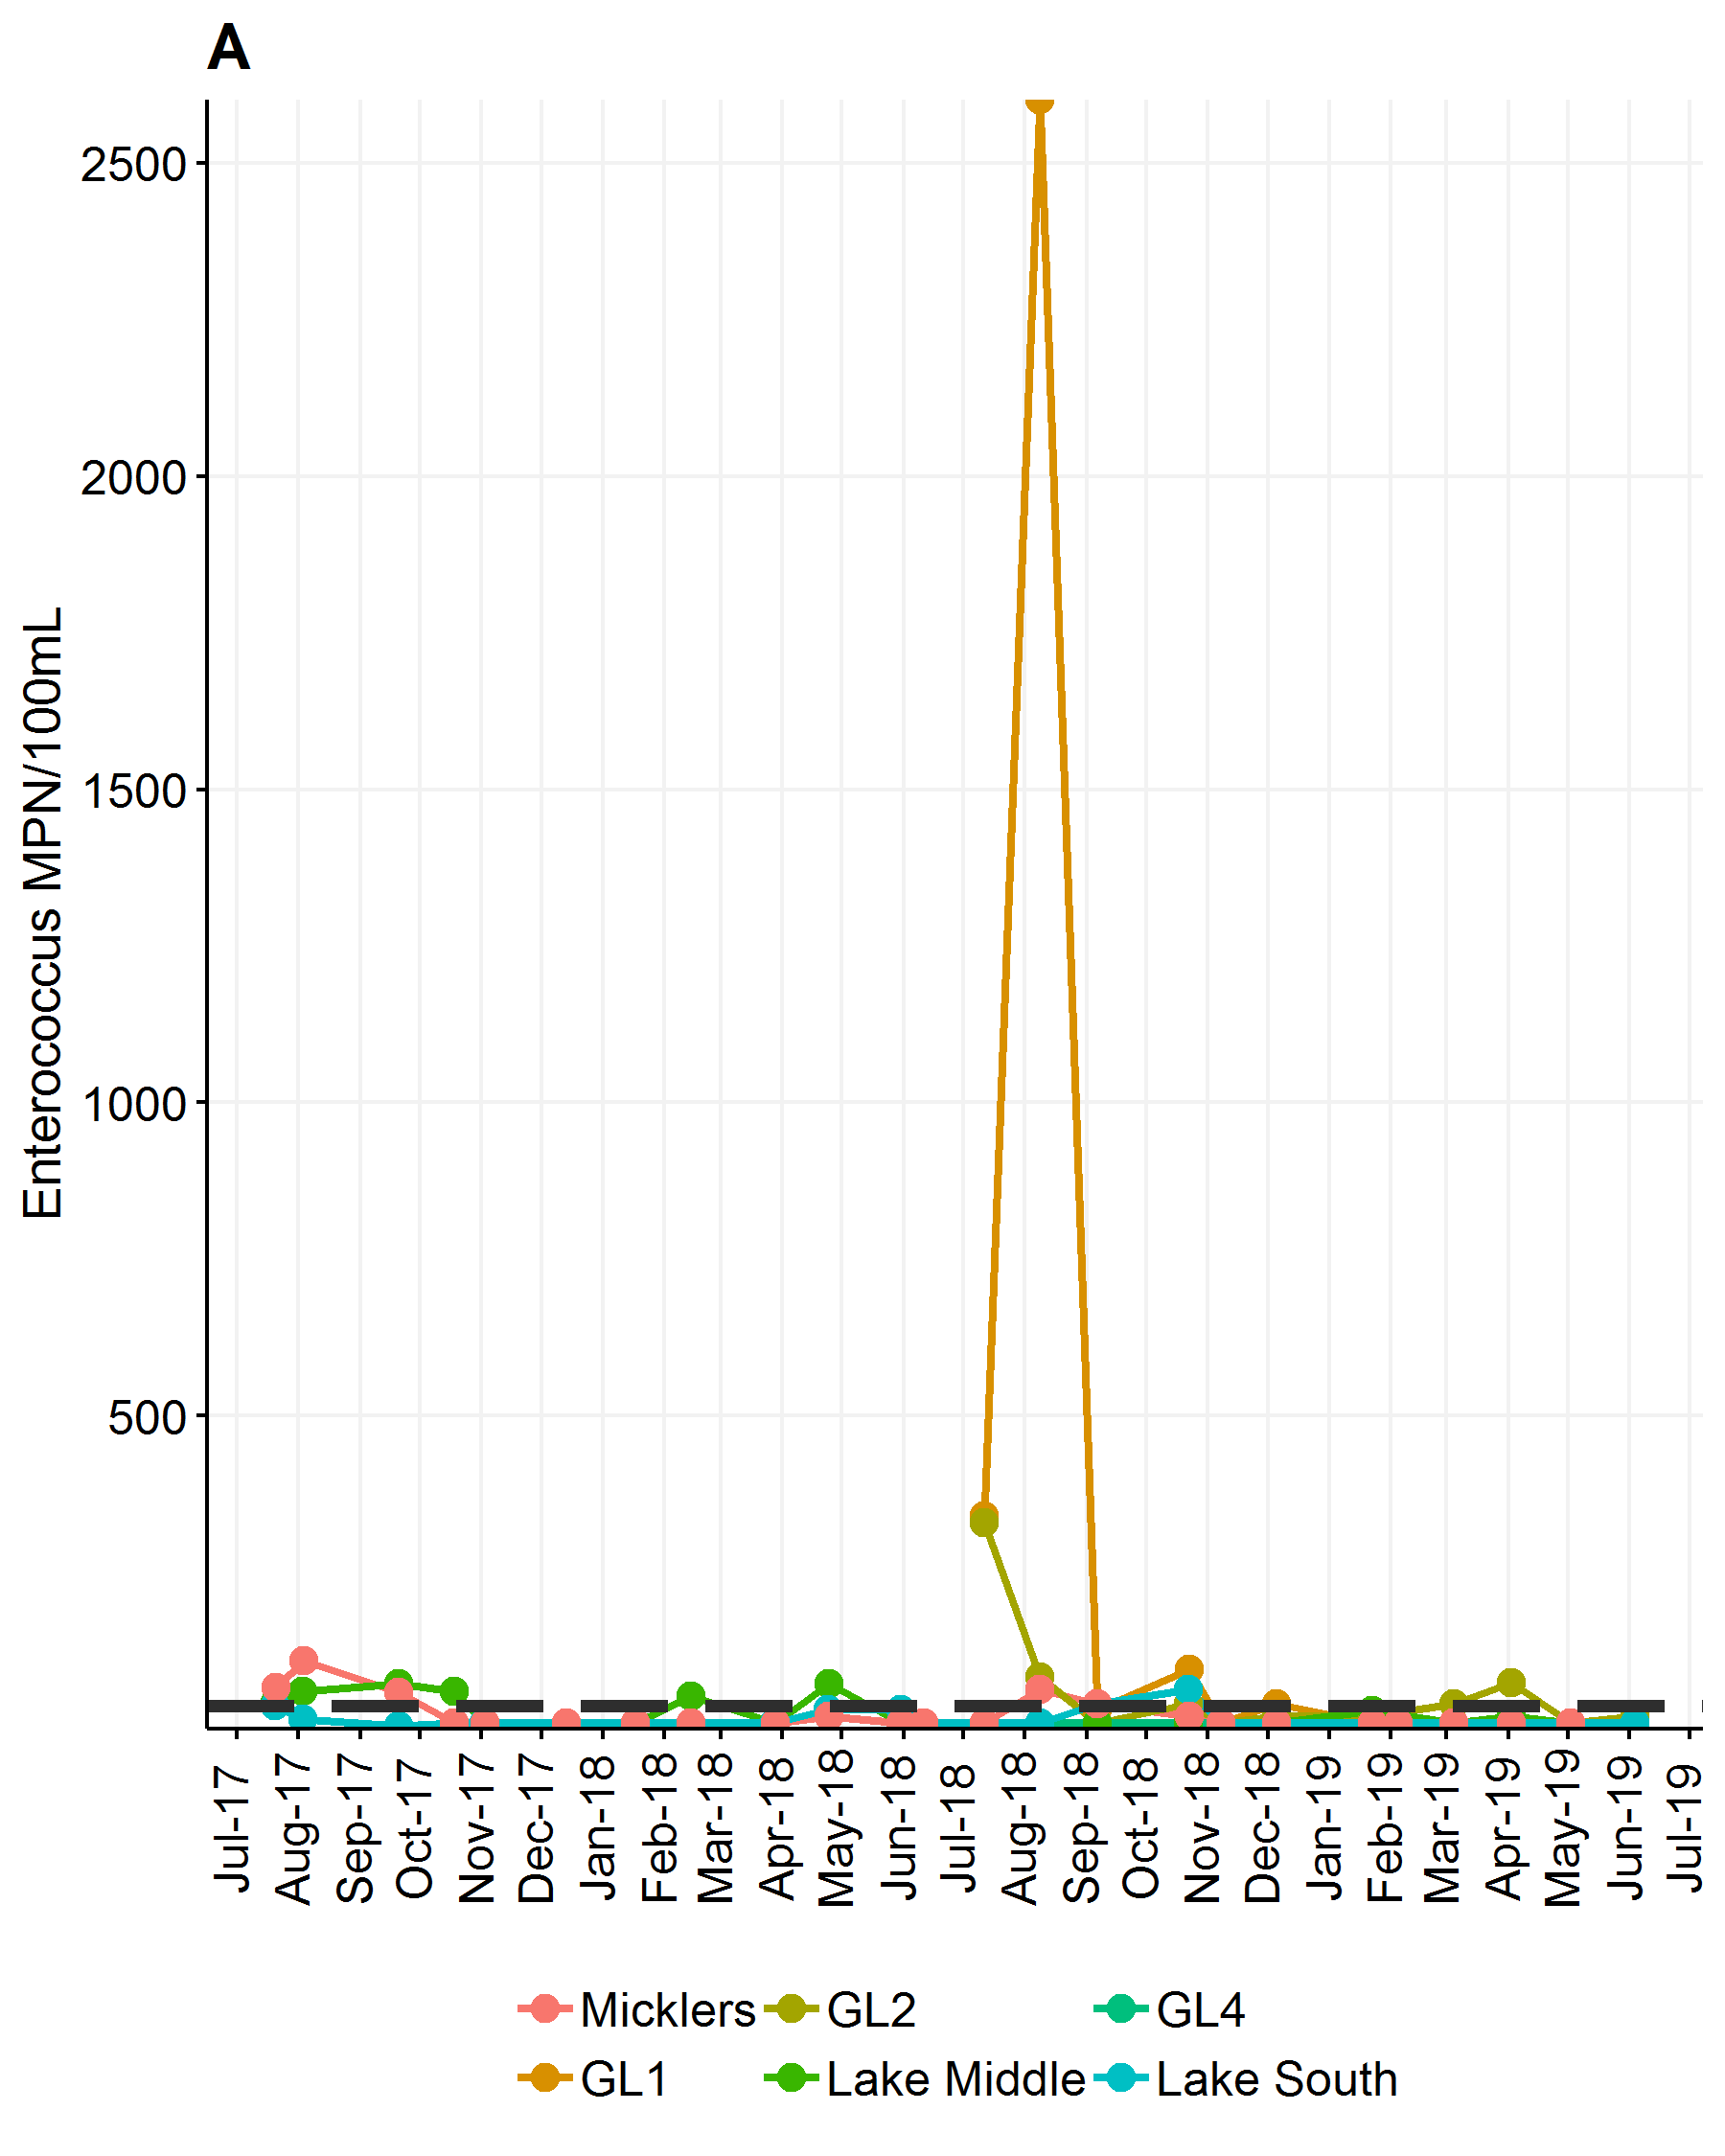 A
Enterococcus MPN/100mL
2500
2000
1500
1000
500
Jul-17
Aug-17
Sep-17
Oct-17
Nov-17
Dec-17
Jan-18
Feb-18
Mar-18
Apr-18
May-18
Jun-18
Jul-18
Aug-18
Sep-18
Oct-18
Nov-18
Dec-18
Jan-19
Feb-19
Mar-19
Apr-19
May-19
Jun-19
Jul-19
Micklers GL2 GL4
GL1 Lake Middle Lake South